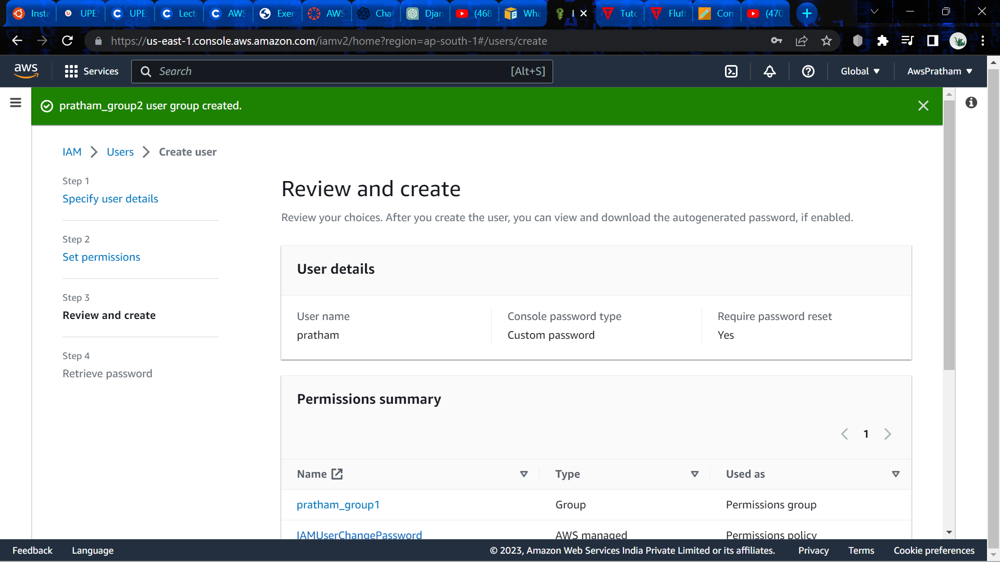 Insta
UPES
UPES
Lect
AWS
Exer
AWS
Chat
Djan
(468
Wha
I
Tuto
Flutt
Con
(470
https://us-east-1.console.aws.amazon.com/iamv2/home?region=ap-south-1#/users/create
aws
Services
Search
[Alt+S]
Global
AwsPratham
pratham_group2 user group created.
IAM
Users
Create user
Step 1
Specify user details
Step 2
Set permissions
Step 3
Review and create
Step 4
Retrieve password
Review and create
Review your choices. After you create the user, you can view and download the autogenerated password, if enabled.
User details
User name
pratham
Console password type
Custom password
Require password reset
Yes
Permissions summary
1
Name
Type
Used as
pratham_group1
Group
Permissions group
IAMUserChangePassword
AWS managed
Permissions policy
Feedback
Language
© 2023, Amazon Web Services India Private Limited or its affiliates.
Privacy
Terms
Cookie preferences